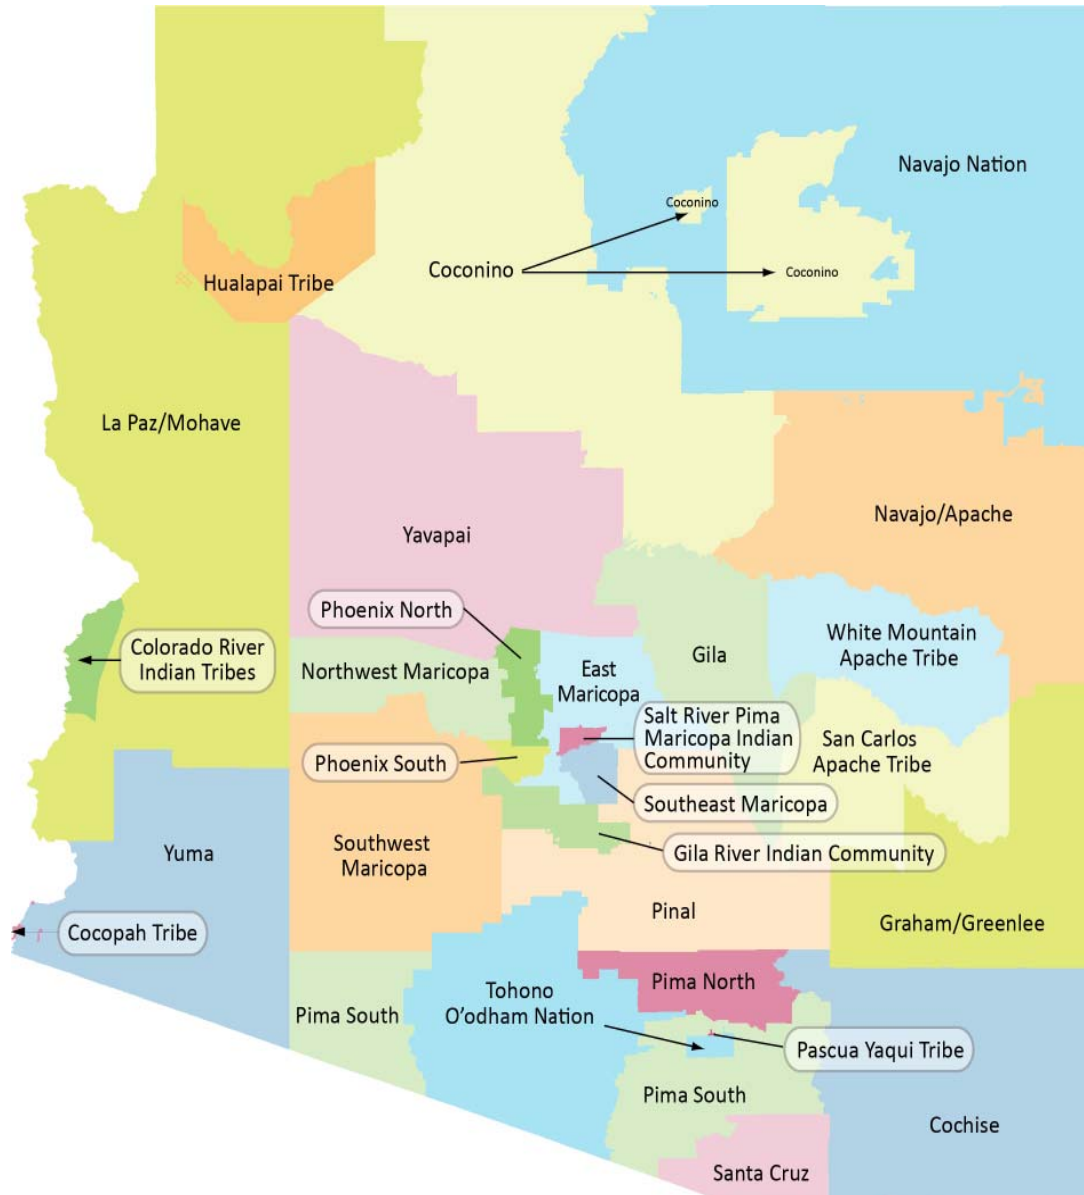 Navajo Nation
Coconino
Coconino
Coconino
Hualapai Tribe
La Paz/Mohave
Navajo/Apache
Yavapai
Phoenix North
White Mountain
Apache Tribe
Colorado River
Indian Tribes
Northwest Maricopa
East
Maricopa
Gila
Salt River Pima
Maricopa Indian
Community
San Carlos
Apache Tribe
Phoenix South
Southeast Maricopa
Yuma
Southwest
Maricopa
Gila River Indian Community
Pinal
Graham/Greenlee
Cocopah Tribe
Pima North
Tohono
O'odham Nation
Pima South
Pascua Yaqui Tribe
Pima South
Cochise
Santa Cruz